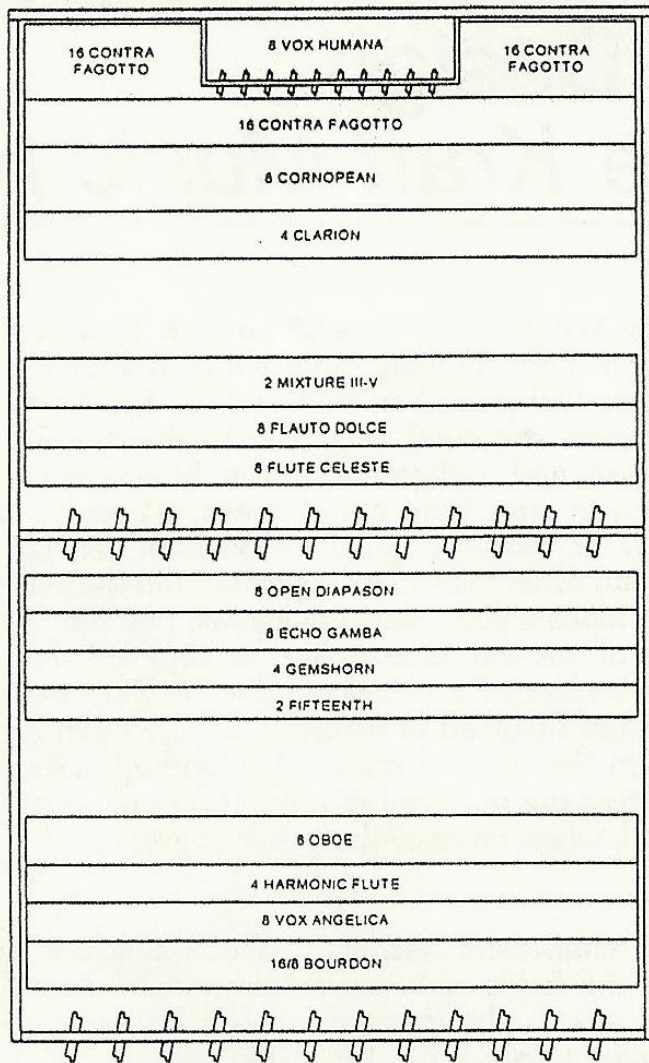 16 CONTRA
FAGOTTO
8 VOX HUMANA
16 CONTRA
FAGOTTO
16 CONTRA FAGOTTO
8 CORNOPEAN
4 CLARION
2 MIXTURE III-V
8 FLAUTO DOLCE
8 FLUTE CELESTE
8 OPEN DIAPASON
8 ECHO GAMBA
4 GEMSHORN
2 FIFTEENTH
8 OBOE
4 HARMONIC FLUTE
8 VOX ANGELICA
16/8 BOURDON